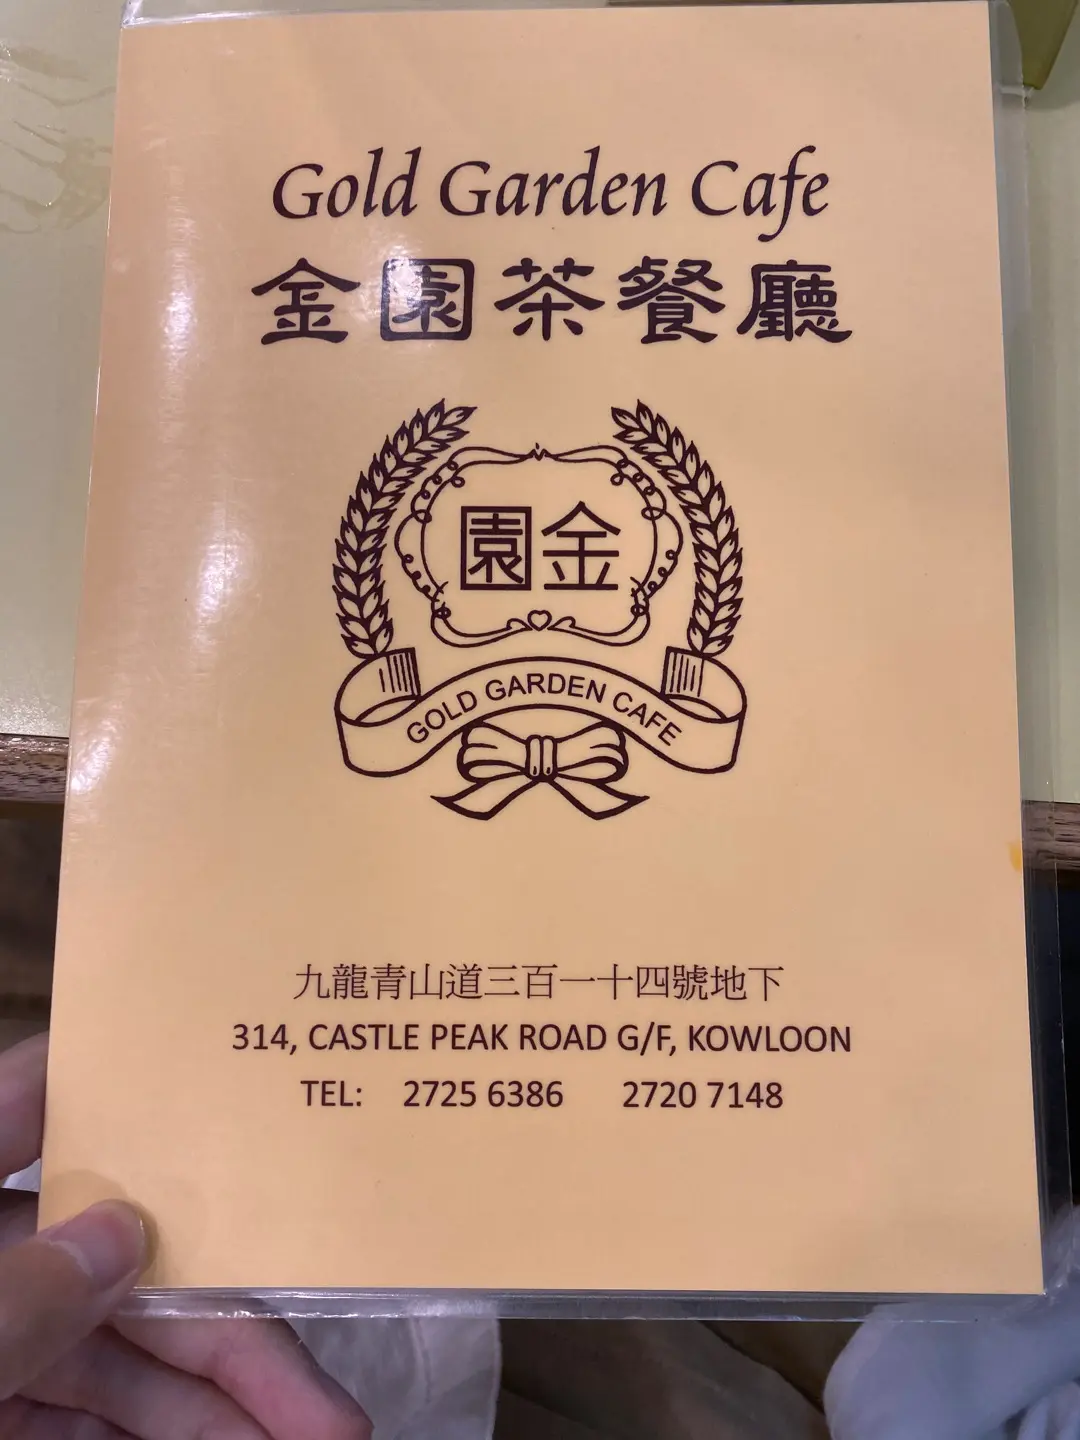 Gold Garden Cafe
金園茶餐廳
園金
GOLD GARDEN CAFE
九龍青山道三百一十四號地下
314, CASTLE PEAK ROAD G/F, KOWLOON
TEL: 2725 6386 2720 7148